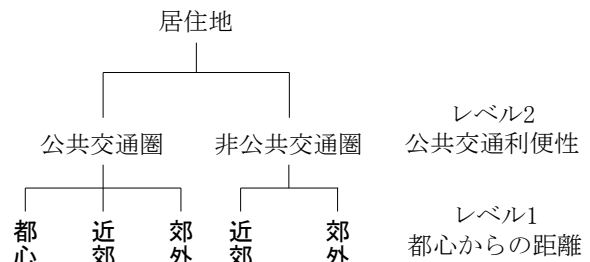 居住地
公共交通圏
非公共交通圏
レベル2
公共交通利便性
都心
近郊
郊外
近郊
郊外
レベル1
都心からの距離